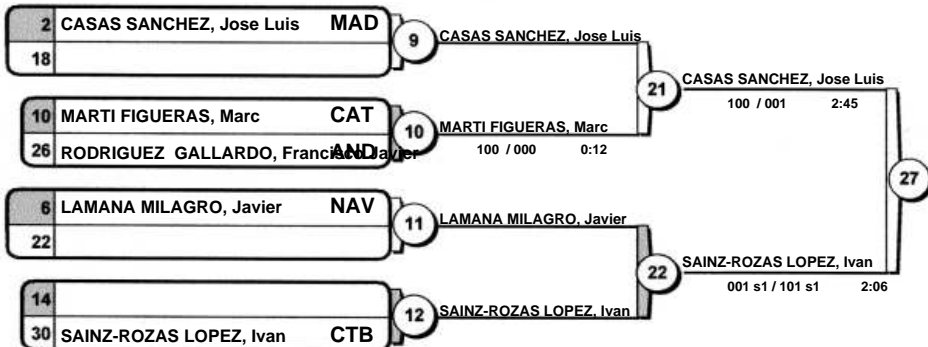 2 CASAS SANCHEZ, Jose Luis MAD
18
9
CASAS SANCHEZ, Jose Luis
10 MARTI FIGUERAS, Marc CAT
26 RODRIGUEZ GALLARDO, Francisco Javier AND
10
MARTI FIGUERAS, Marc
100 / 000 0:12
21
CASAS SANCHEZ, Jose Luis
100 / 001 2:45
6 LAMANA MILAGRO, Javier NAV
22
11
LAMANA MILAGRO, Javier
14
30 SAINZ-ROZAS LOPEZ, Ivan CTB
12
SAINZ-ROZAS LOPEZ, Ivan
22
SAINZ-ROZAS LOPEZ, Ivan
001 s1 / 101 s1 2:06
27